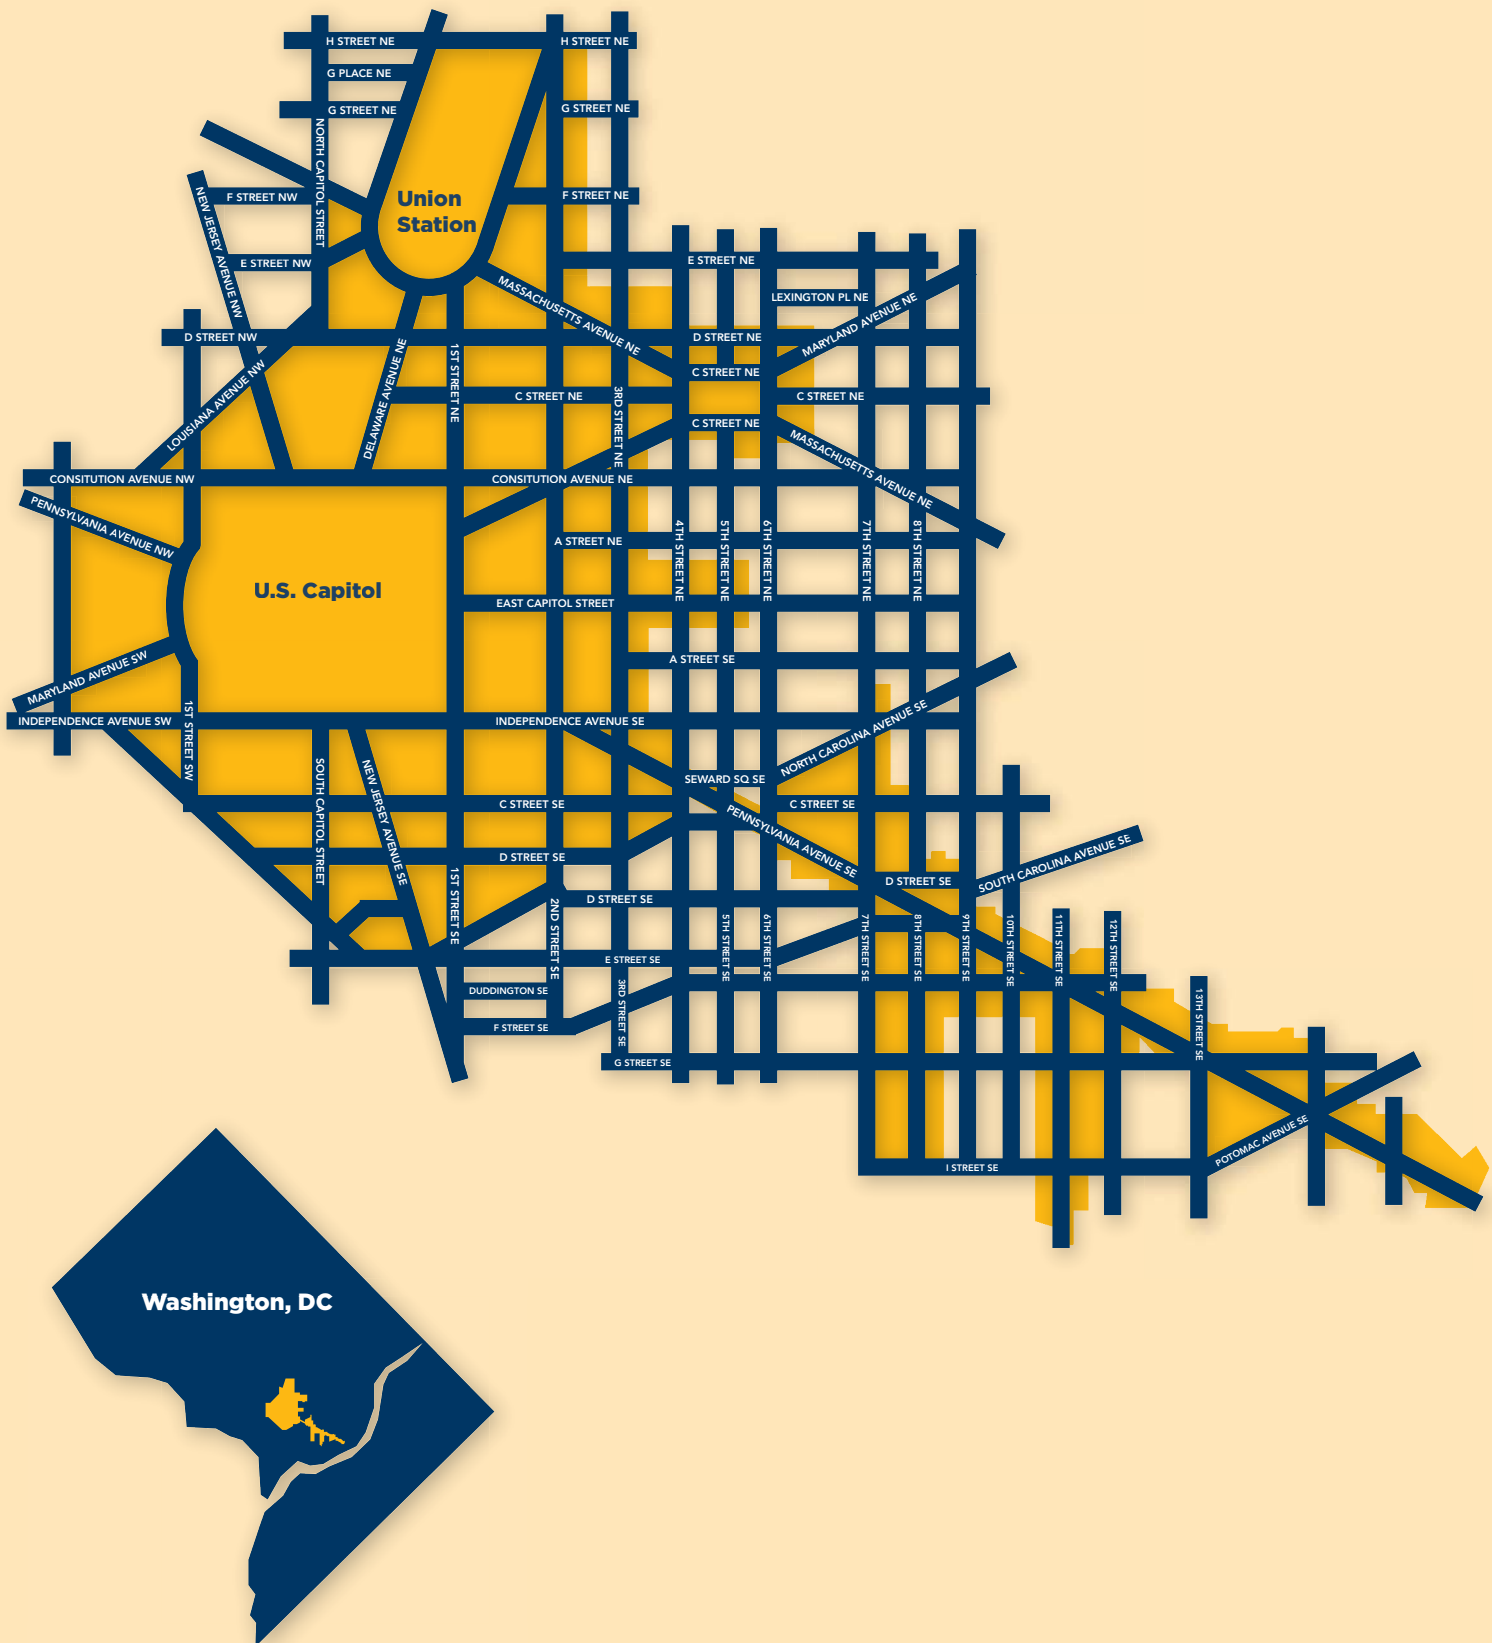 H STREET NE
H STREET NE
G PLACE NE
G STREET NE
G STREET NE
NORTH CAPITOL STREET
F STREET NW
Union
Station
F STREET NE
NEW JERSEY AVENUE NW
E STREET NW
E STREET NE
MASSACHUSETTS AVENUE NE
LEXINGTON PL NE
MARYLAND AVENUE NE
D STREET NW
D STREET NE
LOUISIANA AVENUE NW
DELAWARE AVENUE NE
1ST STREET NE
C STREET NE
C STREET NE
3RD STREET NE
C STREET NE
C STREET NE
MASSACHUSETTS AVENUE NE
CONSITUTION AVENUE NW
CONSITUTION AVENUE NE
PENNSYLVANIA AVENUE NW
A STREET NE
4TH STREET NE
5TH STREET NE
6TH STREET NE
7TH STREET NE
8TH STREET NE
U.S. Capitol
EAST CAPITOL STREET
A STREET SE
MARYLAND AVENUE SW
INDEPENDENCE AVENUE SW
1ST STREET SW
INDEPENDENCE AVENUE SE
NORTH CAROLINA AVENUE SE
SOUTH CAPITOL STREET
NEW JERSEY AVENUE SE
SEWARD SQ SE
C STREET SE
C STREET SE
PENNSYLVANIA AVENUE SE
D STREET SE
SOUTH CAROLINA AVENUE SE
D STREET SE
1ST STREET SE
D STREET SE
2ND STREET SE
5TH STREET SE
6TH STREET SE
7TH STREET SE
8TH STREET SE
9TH STREET SE
10TH STREET SE
11TH STREET SE
12TH STREET SE
E STREET SE
DUDDINGTON SE
3RD STREET SE
13TH STREET SE
F STREET SE
G STREET SE
POTOMAC AVENUE SE
I STREET SE
Washington, DC